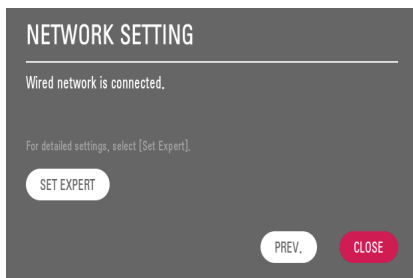 NETWORK SETTING
Wired network is connected.
For detailed settings, select [Set Expert].
SET EXPERT
PREV.
CLOSE